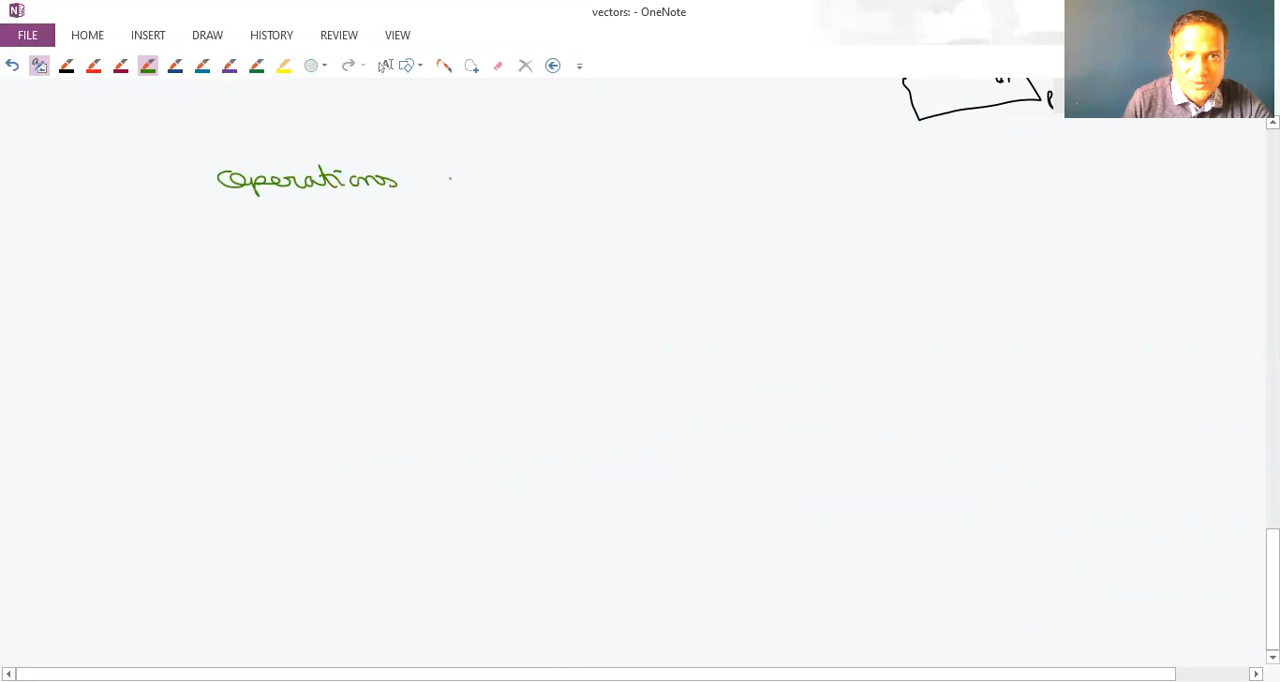 vectors: - OneNote
FILE HOME INSERT DRAW HISTORY REVIEW VIEW
P
Operations